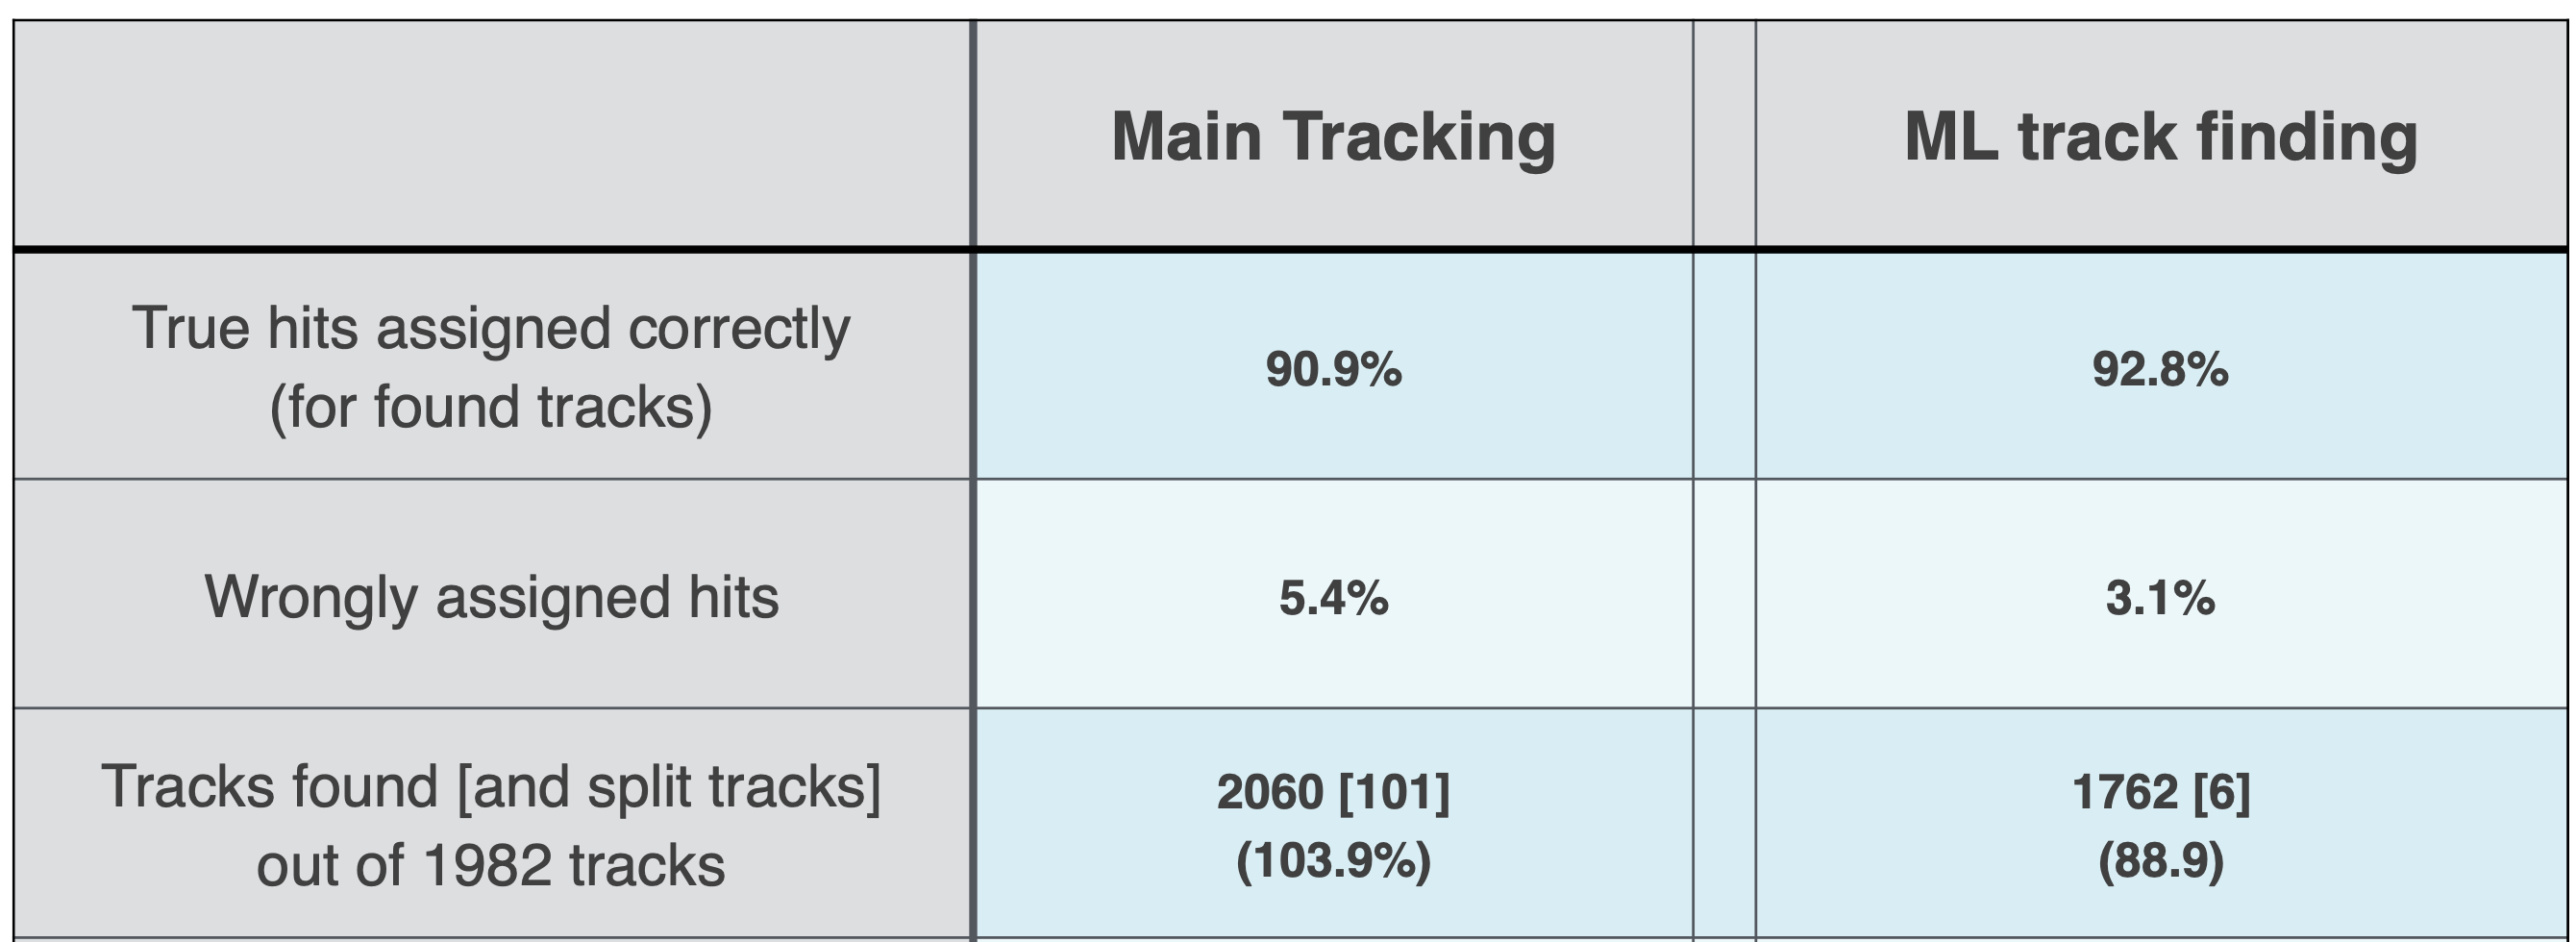 Main Tracking
ML track finding
True hits assigned correctly
(for found tracks)
90.9%
92.8%
Wrongly assigned hits
5.4%
3.1%
Tracks found [and split tracks]
out of 1982 tracks
2060 [101]
(103.9%)
1762 [6]
(88.9)